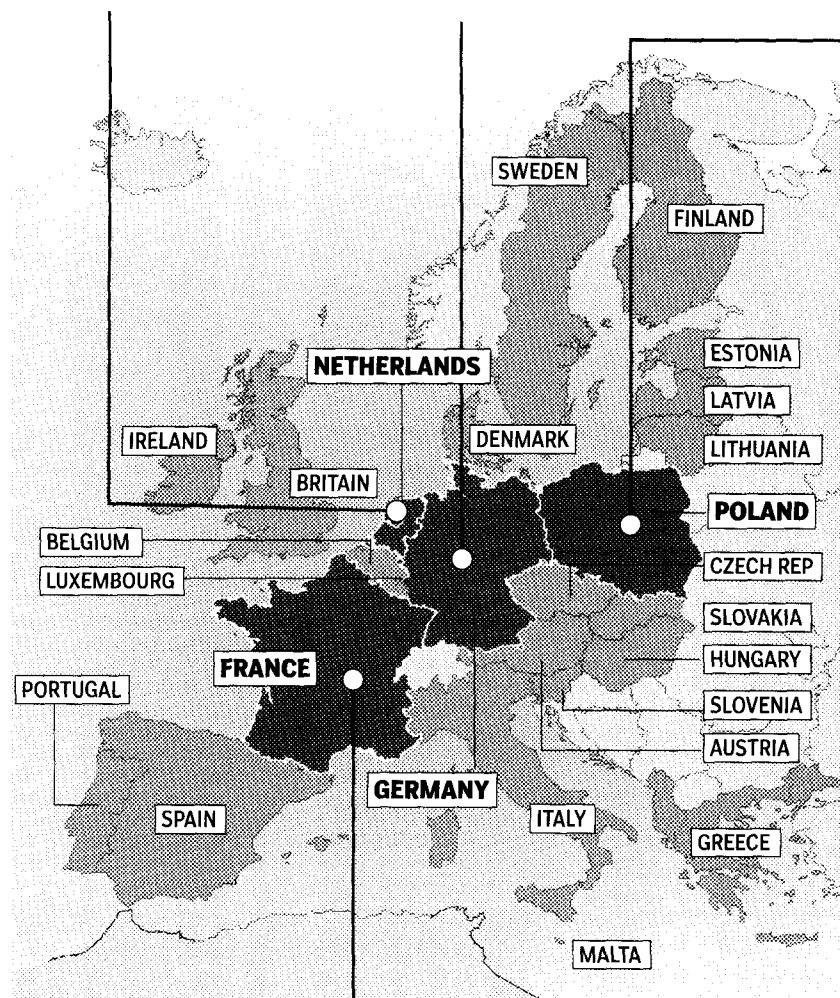 SWEDEN
FINLAND
NETHERLANDS
ESTONIA
LATVIA
IRELAND
DENMARK
LITHUANIA
BRITAIN
POLAND
BELGIUM
CZECH REP
LUXEMBOURG
SLOVAKIA
FRANCE
HUNGARY
PORTUGAL
SLOVENIA
AUSTRIA
GERMANY
SPAIN
ITALY
GREECE
MALTA